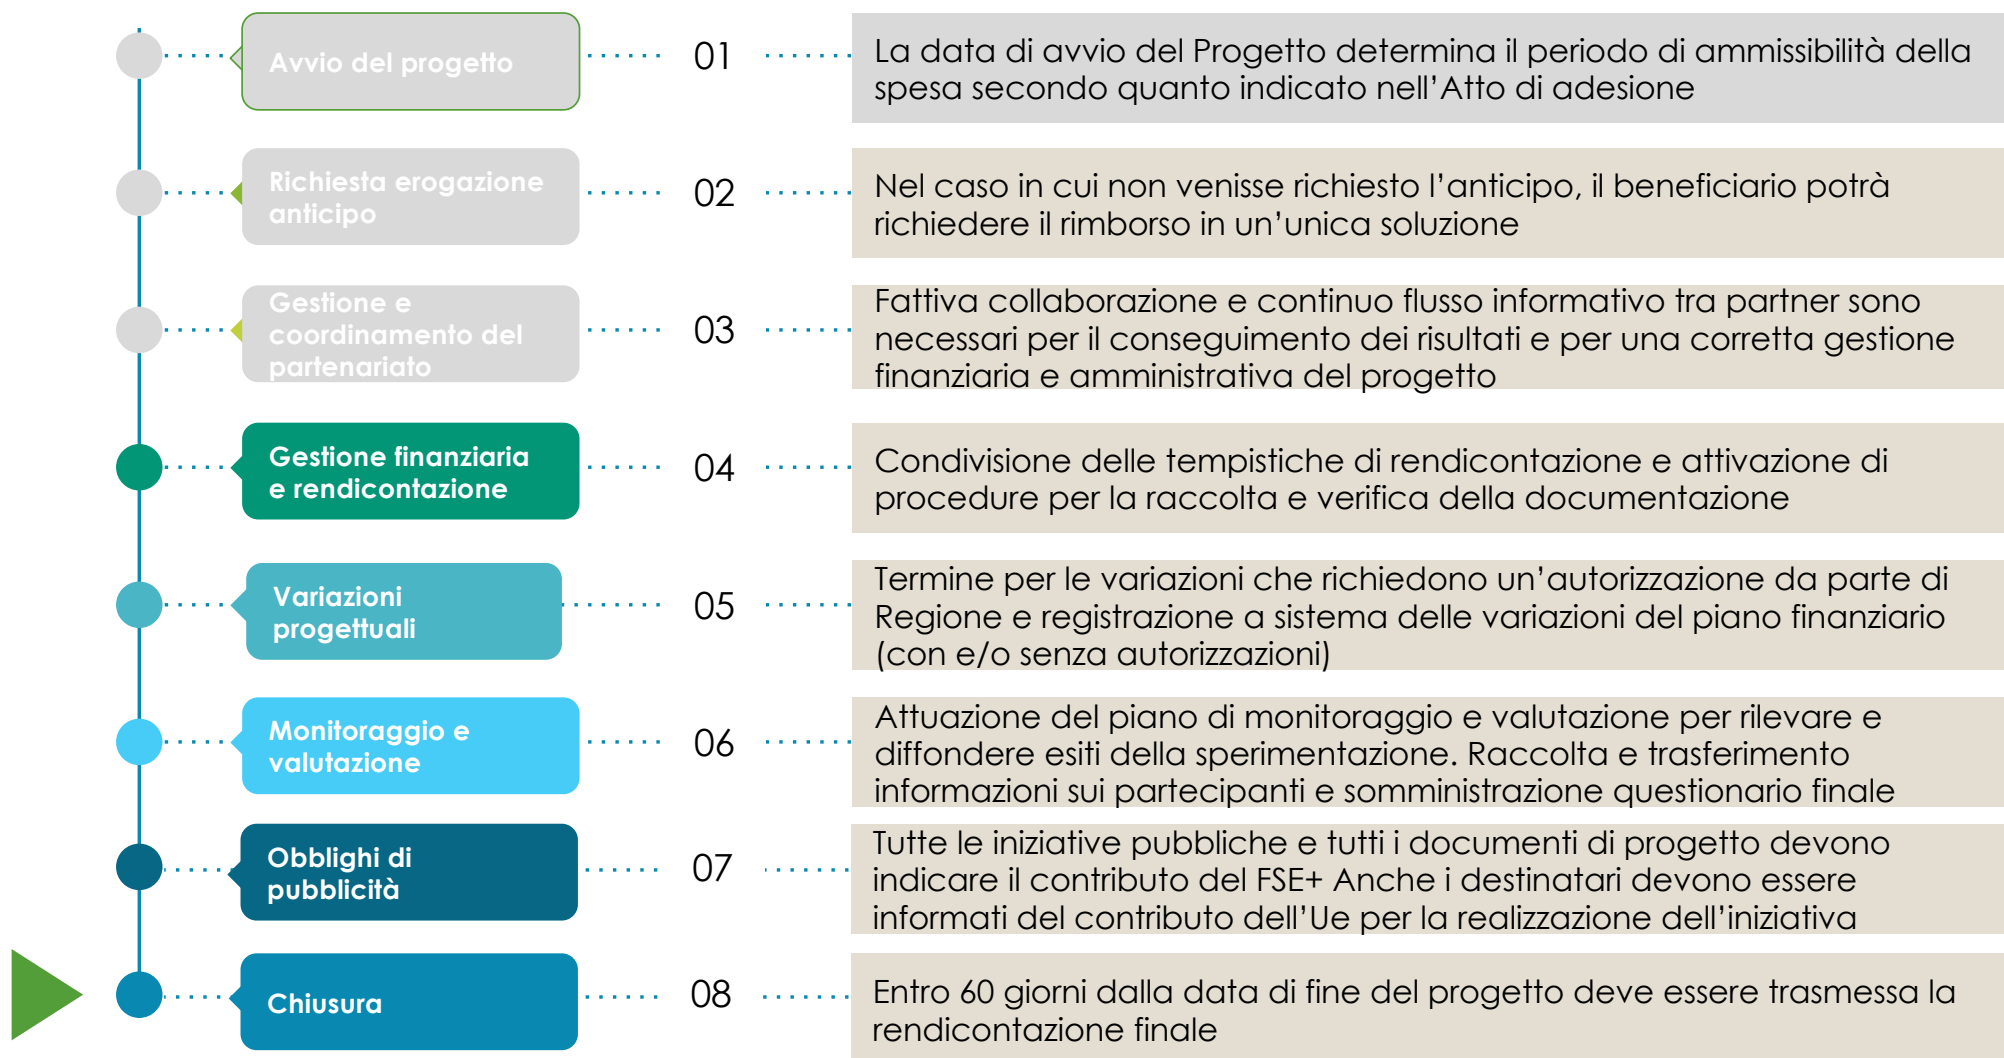 Avvio del progetto
01
La data di avvio del Progetto determina il periodo di ammissibilità della
spesa secondo quanto indicato nell’Atto di adesione
Richiesta erogazione
anticipo
02
Nel caso in cui non venisse richiesto l’anticipo, il beneficiario potrà
richiedere il rimborso in un’unica soluzione
Gestione e
coordinamento del
partenariato
03
Fattiva collaborazione e continuo flusso informativo tra partner sono
necessari per il conseguimento dei risultati e per una corretta gestione
finanziaria e amministrativa del progetto
Gestione finanziaria
e rendicontazione
04
Condivisione delle tempistiche di rendicontazione e attivazione di
procedure per la raccolta e verifica della documentazione
Variazioni
progettuali
05
Termine per le variazioni che richiedono un’autorizzazione da parte di
Regione e registrazione a sistema delle variazioni del piano finanziario
(con e/o senza autorizzazioni)
Monitoraggio e
valutazione
06
Attuazione del piano di monitoraggio e valutazione per rilevare e
diffondere esiti della sperimentazione. Raccolta e trasferimento
informazioni sui partecipanti e somministrazione questionario finale
Obblighi di
pubblicità
07
Tutte le iniziative pubbliche e tutti i documenti di progetto devono
indicare il contributo del FSE+ Anche i destinatari devono essere
informati del contributo dell’Ue per la realizzazione dell’iniziativa
Chiusura
08
Entro 60 giorni dalla data di fine del progetto deve essere trasmessa la
rendicontazione finale